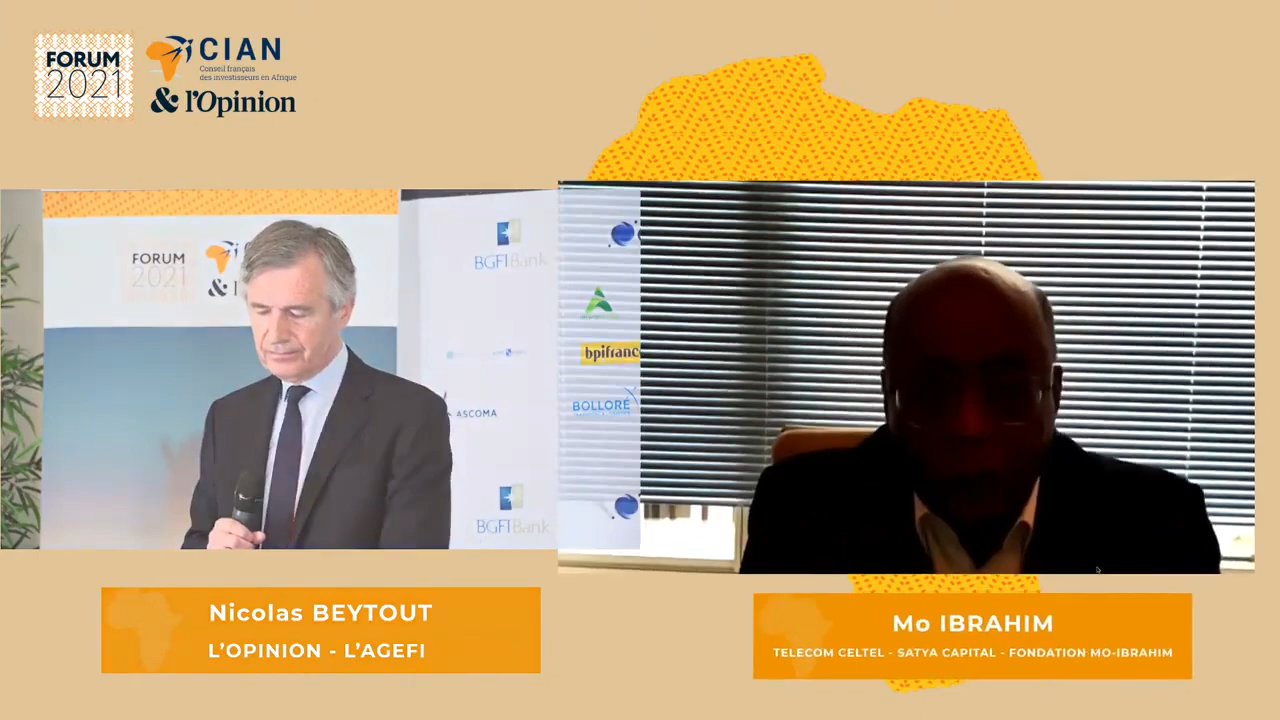 FORUM
2021
CIAN
Conseil français
des investisseurs en Afrique
& l'Opinion
FORUM
2021
BGFIBank
ASCOMA
BGFIBank
bpifranc
BOLLORÉ
Nicolas BEYTOUT
L'OPINION - L'AGEFI
Mo IBRAHIM
TELECOM CELTEL - SATYA CAPITAL - FONDATION MO-IBRAHIM